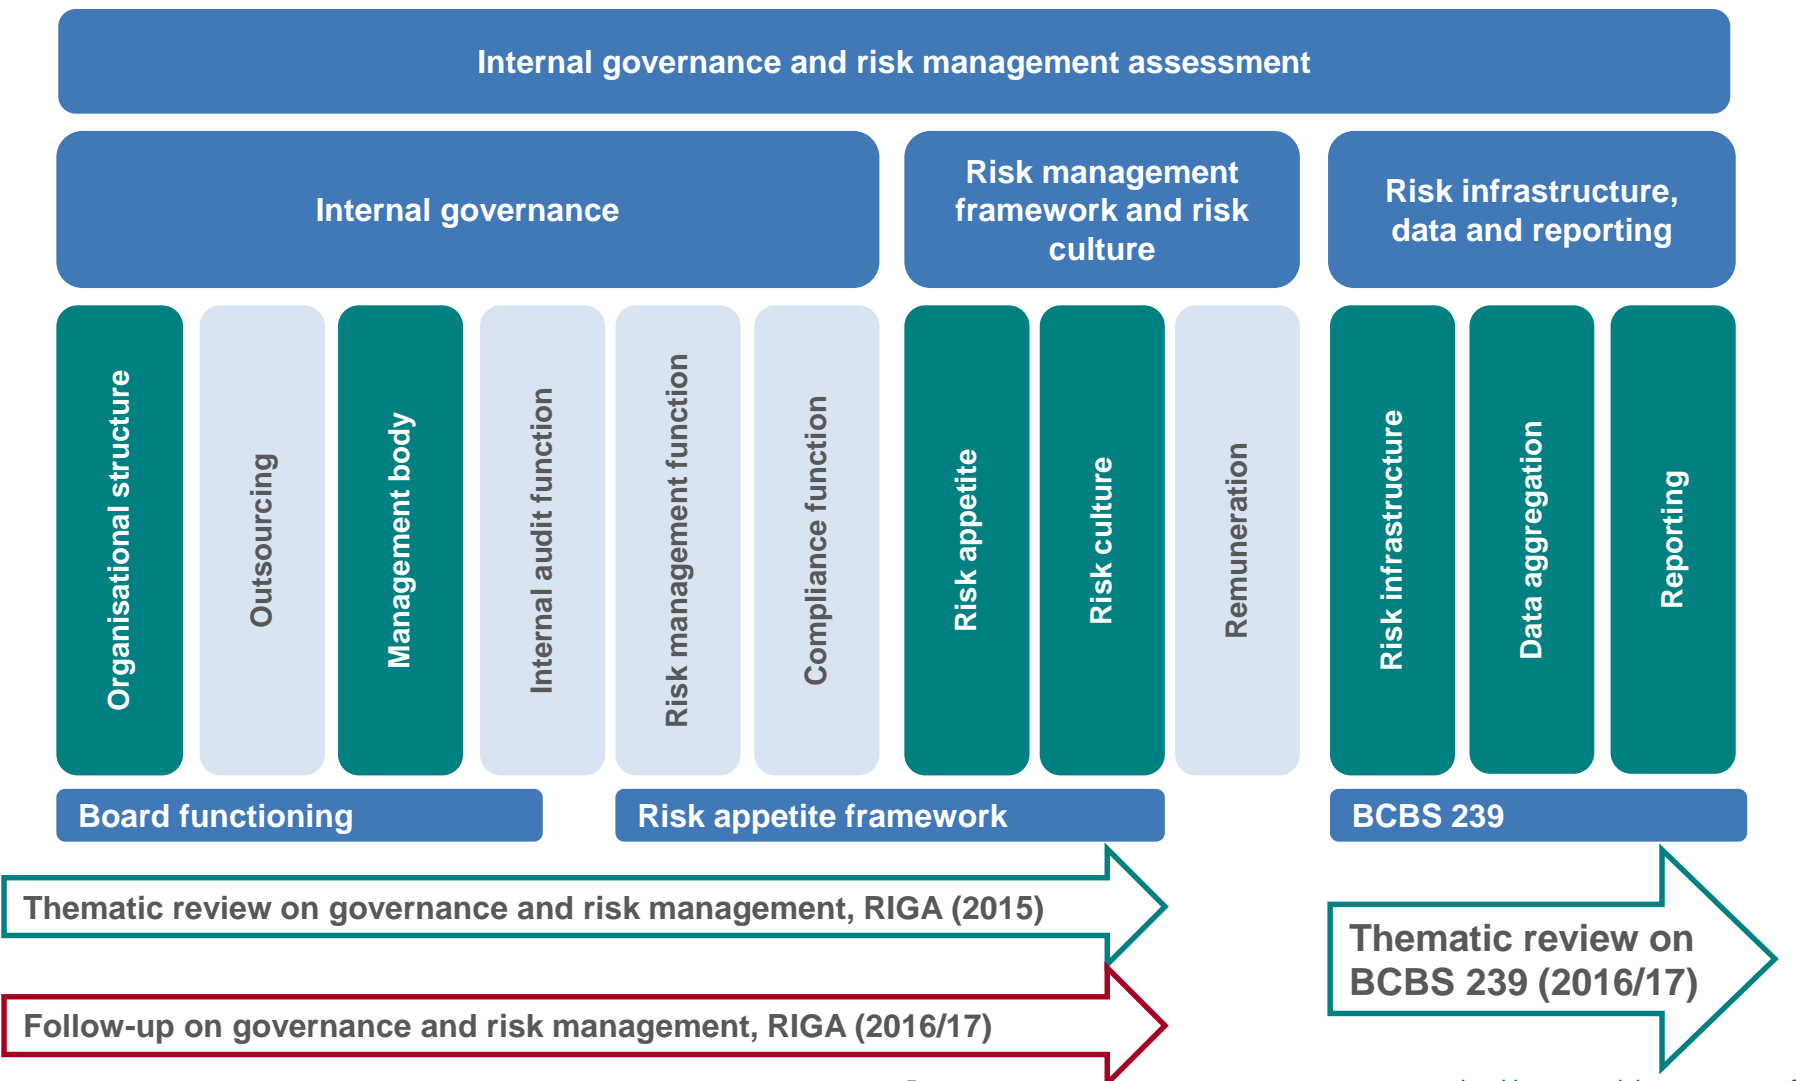 Internal governance and risk management assessment
Internal governance
Risk management
framework and risk
culture
Risk infrastructure,
data and reporting
Organisational structure
Outsourcing
Management body
Internal audit function
Risk management function
Compliance function
Risk appetite
Risk culture
Remuneration
Risk infrastructure
Data aggregation
Reporting
Board functioning
Risk appetite framework
BCBS 239
Thematic review on governance and risk management, RIGA (2015)
Thematic review on
BCBS 239 (2016/17)
Follow-up on governance and risk management, RIGA (2016/17)